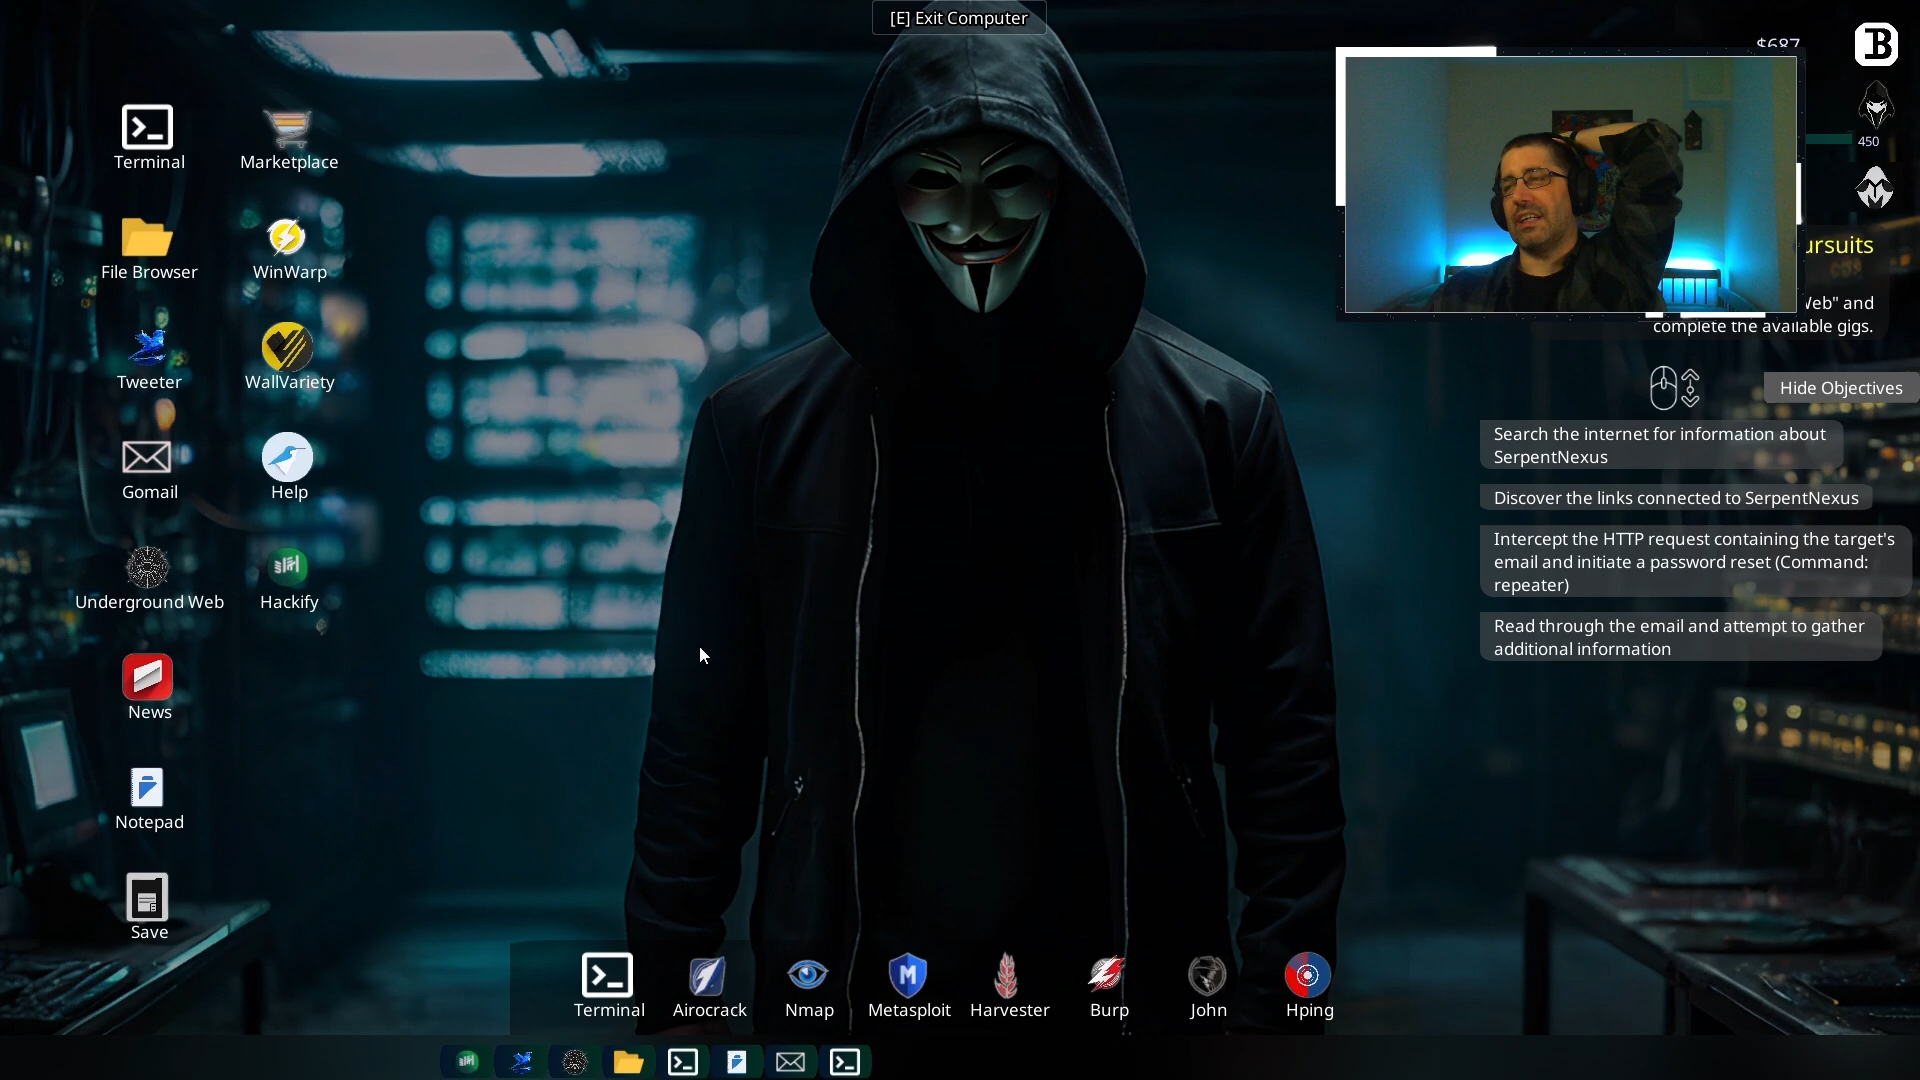 [E] Exit Computer
$687
B
450
Terminal
Marketplace
File Browser
WinWarp
ursuits
Web" and
complete the available gigs.
Tweeter
WallVariety
Hide Objectives
Search the internet for information about
SerpentNexus
Gomail
Help
Discover the links connected to SerpentNexus
Intercept the HTTP request containing the target's
email and initiate a password reset (Command:
repeater)
Underground Web
Hackify
Read through the email and attempt to gather
additional information
News
Notepad
Save
Terminal
Airocrack
Nmap
Metasploit
Harvester
Burp
John
Hping